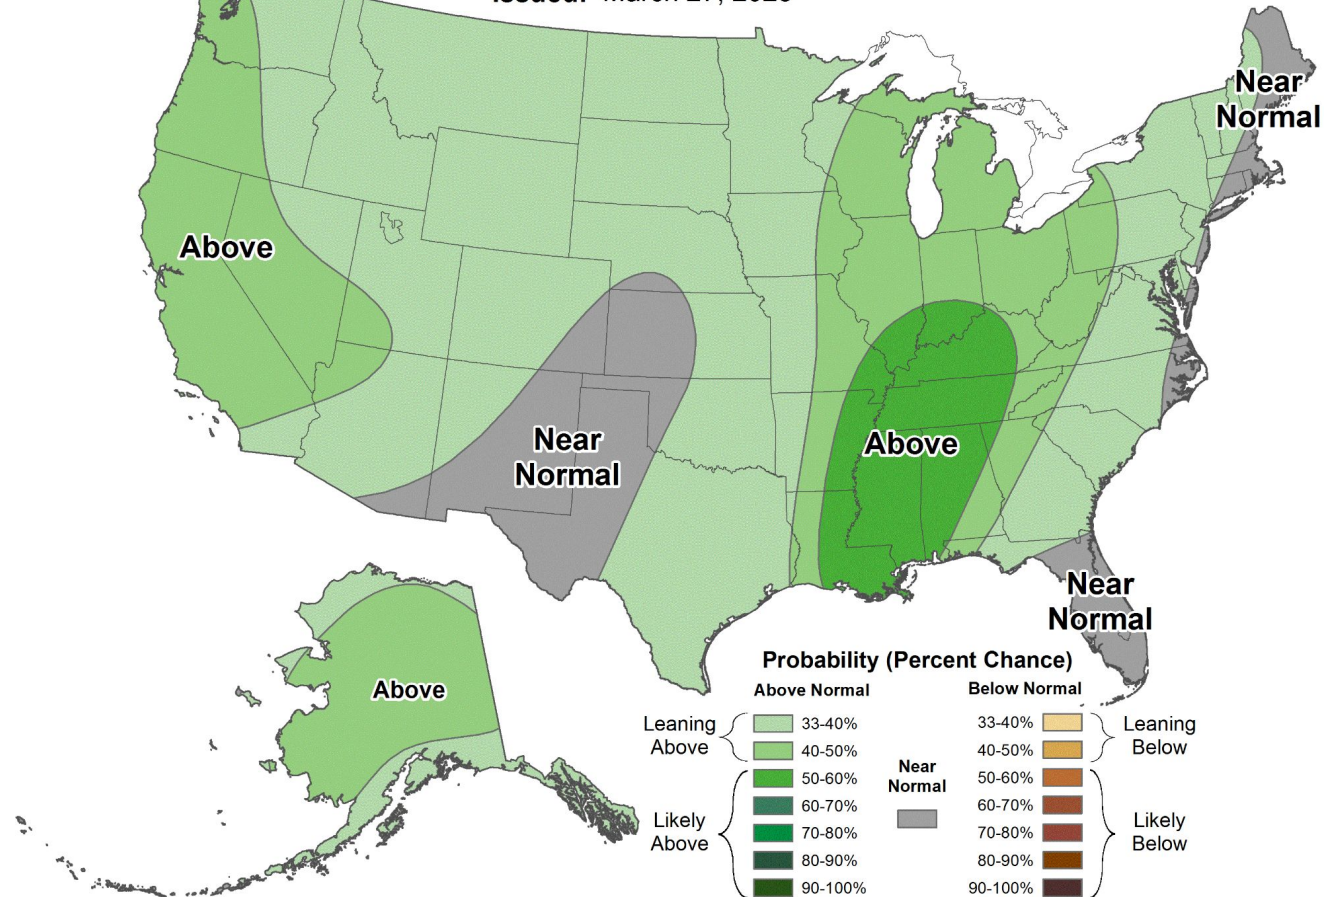 Near
Normal
Above
Near
Normal
Above
Near
Normal
Above
Probability (Percent Chance)
Above Normal
Below Normal
Leaning
Above
33-40%
40-50%
50-60%
60-70%
70-80%
80-90%
90-100%
Likely
Above
Near
Normal
33-40%
40-50%
50-60%
60-70%
70-80%
80-90%
90-100%
Leaning
Below
Likely
Below